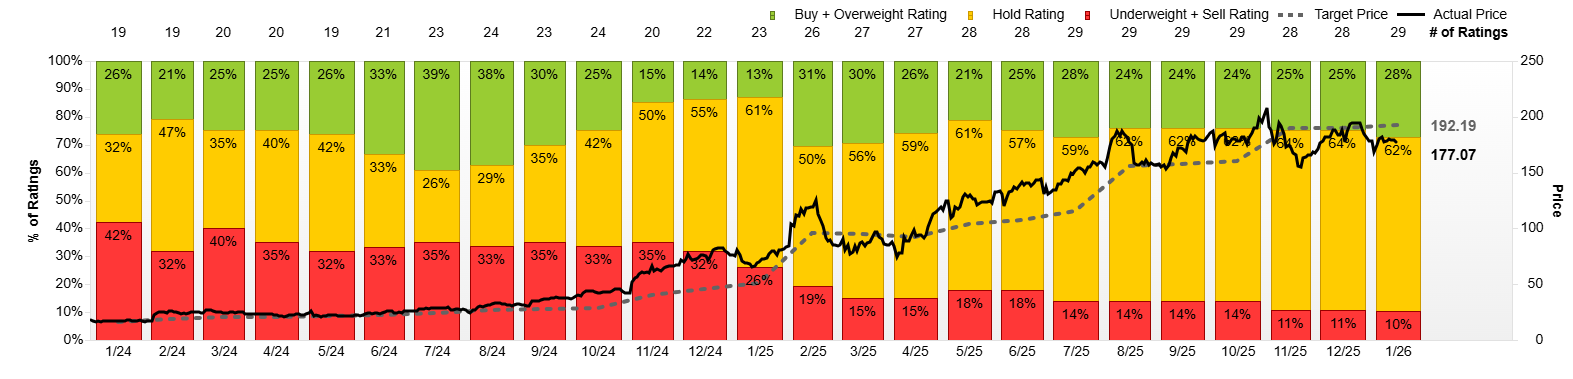 Buy + Overweight Rating Hold Rating Underweight + Sell Rating Target Price Actual Price
19 19 20 20 19 21 23 24 23 24 20 22 23 26 27 27 28 28 29 29 29 29 28 28 29 # of Ratings
100% 90% 80% 70% 60% 50% 40% 30% 20% 10% 0%
% of Ratings
26% 21% 25% 25% 26% 33% 39% 38% 30% 25% 15% 14% 13% 31% 30% 26% 21% 25% 28% 24% 24% 24% 25% 25% 28%
32% 47% 35% 40% 42% 33% 26% 29% 35% 42% 50% 55% 61% 50% 56% 59% 61% 57% 59% 62% 62% 62% 64% 64% 62%
42% 32% 40% 35% 32% 33% 35% 33% 35% 33% 35% 32% 26% 19% 15% 15% 18% 18% 14% 14% 14% 14% 11% 11% 10%
192.19
177.07
250 200 150 100 50 0
Price
1/24 2/24 3/24 4/24 5/24 6/24 7/24 8/24 9/24 10/24 11/24 12/24 1/25 2/25 3/25 4/25 5/25 6/25 7/25 8/25 9/25 10/25 11/25 12/25 1/26